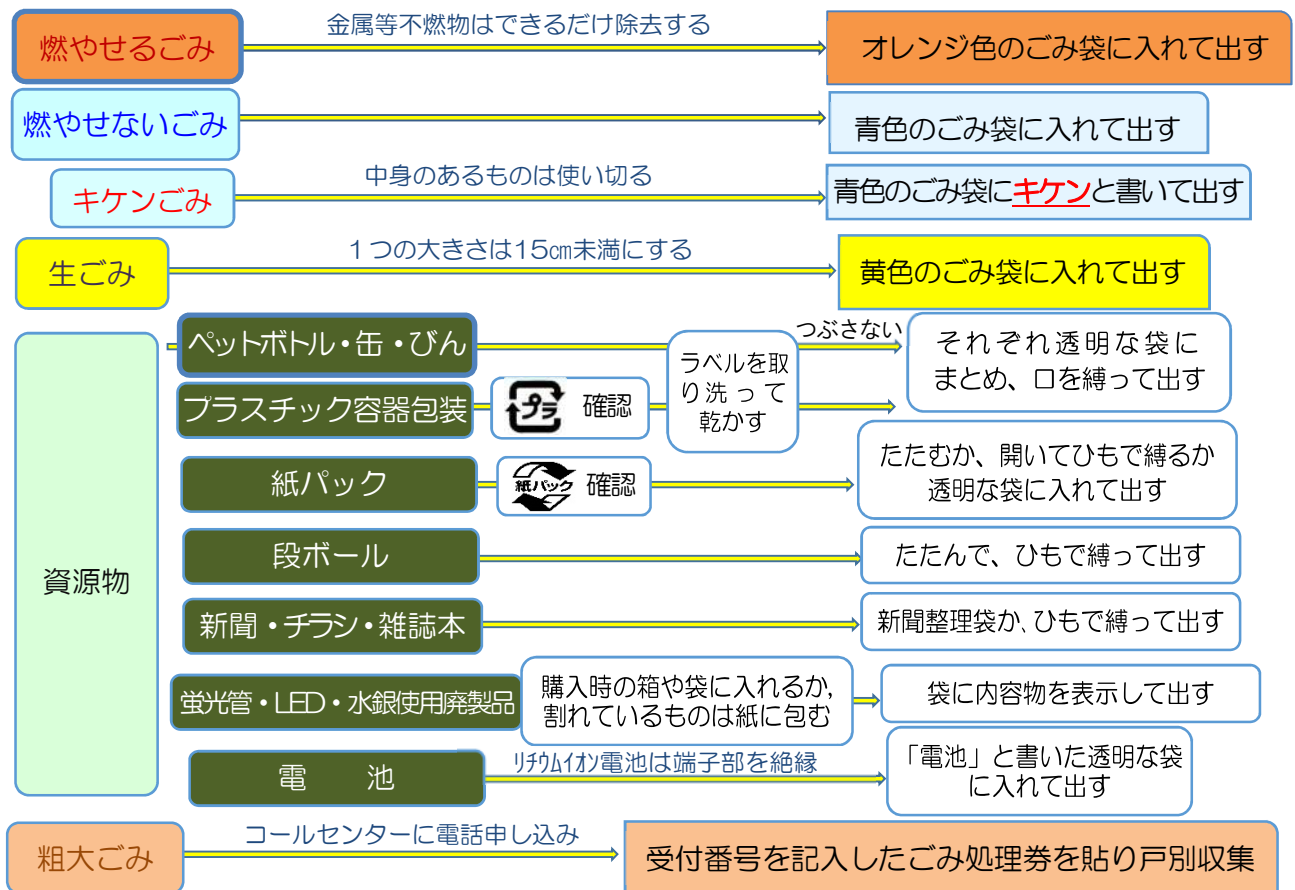 燃やせるごみ
金属等不燃物はできるだけ除去する
オレンジ色のごみ袋に入れて出す
燃やせないごみ
青色のごみ袋に入れて出す
キケンごみ
中身のあるものは使い切る
青色のごみ袋にキケンと書いて出す
生ごみ
１つの大きさは15㎝未満にする
黄色のごみ袋に入れて出す
資源物
ペットボトル・缶・びん
つぶさない
ラベルを取
り洗って
乾かす
それぞれ透明な袋に
まとめ、口を縛って出す
プラスチック容器包装
プラ
確認
紙パック
紙パック
確認
たたむか、開いてひもで縛るか
透明な袋に入れて出す
段ボール
たたんで、ひもで縛って出す
新聞・チラシ・雑誌本
新聞整理袋か、ひもで縛って出す
蛍光管・LED・水銀使用廃製品
購入時の箱や袋に入れるか,
割れているものは紙に包む
袋に内容物を表示して出す
電　池
ﾘﾁｳﾑｲｵﾝ電池は端子部を絶縁
「電池」と書いた透明な袋
に入れて出す
粗大ごみ
コールセンターに電話申し込み
受付番号を記入したごみ処理券を貼り戸別収集